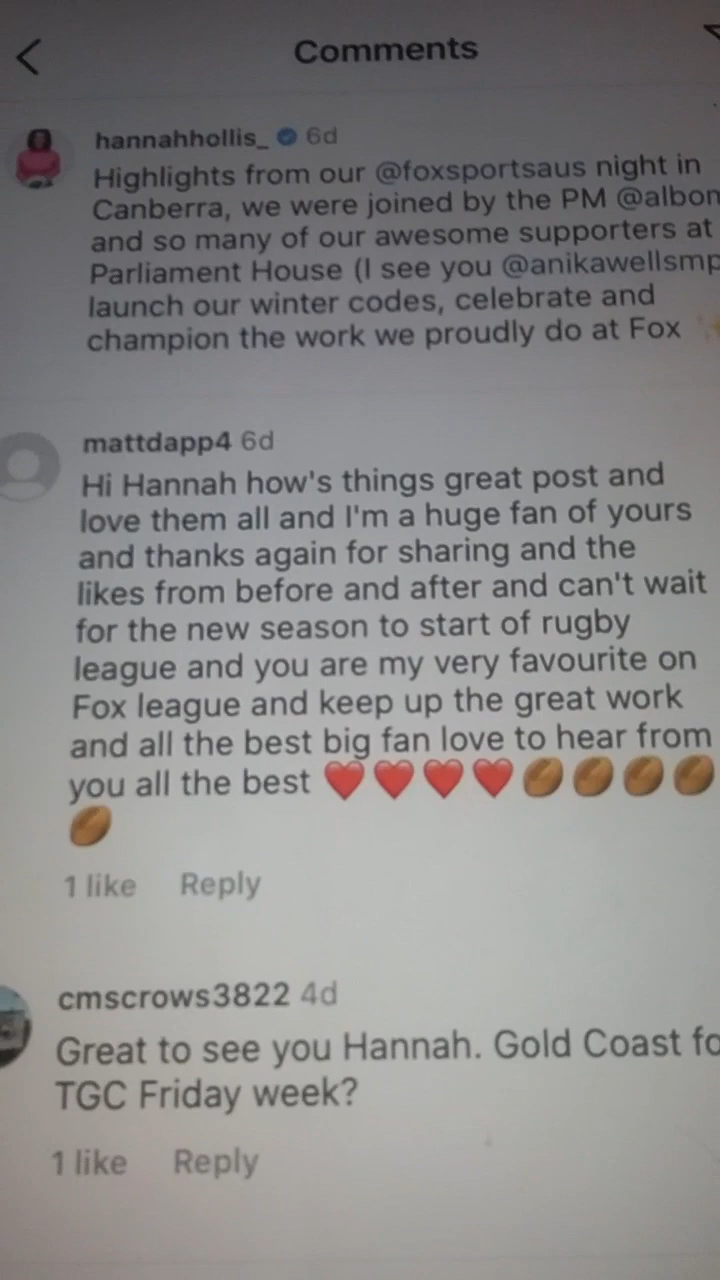 Comments
hannahhollis_ 6d
Highlights from our @foxsportsaus night in
Canberra, we were joined by the PM @albom
and so many of our awesome supporters at
Parliament House (I see you @anikawellsmp
launch our winter codes, celebrate and
champion the work we proudly do at Fox ✨
mattdapp4 6d
Hi Hannah how's things great post and
love them all and I'm a huge fan of yours
and thanks again for sharing and the
likes from before and after and can't wait
for the new season to start of rugby
league and you are my very favourite on
Fox league and keep up the great work
and all the best big fan love to hear from
you all the best ❤️❤️❤️❤️🏉🏉🏉🏉
🏉
1 like Reply
cmscrows3822 4d
Great to see you Hannah. Gold Coast fo
TGC Friday week?
1 like Reply